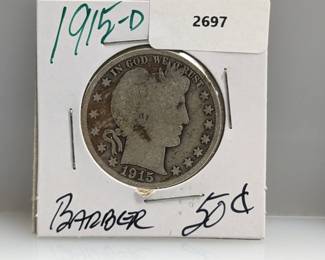 1915-D
2697
IN GOD WE TRUST
1915
BARBER 50¢